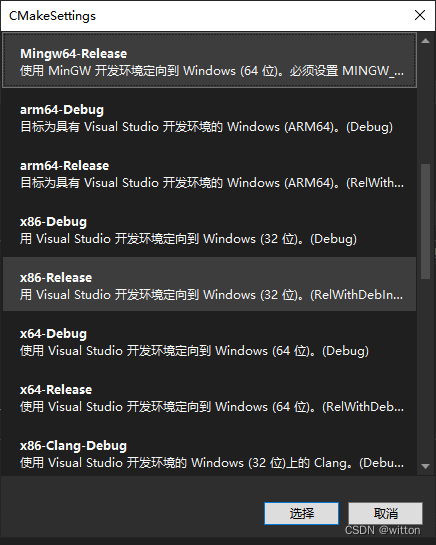 CMakeSettings
Mingw64-Release
使用 MinGW 开发环境定向到 Windows (64 位)。必须设置 MINGW_...
arm64-Debug
目标为具有 Visual Studio 开发环境的 Windows (ARM64)。(Debug)
arm64-Release
目标为具有 Visual Studio 开发环境的 Windows (ARM64)。(RelWith...
x86-Debug
用 Visual Studio 开发环境定向到 Windows (32 位)。(Debug)
x86-Release
用 Visual Studio 开发环境定向到 Windows (32 位)。(RelWithDebIn...
x64-Debug
使用 Visual Studio 开发环境定向到 Windows (64 位)。(Debug)
x64-Release
使用 Visual Studio 开发环境定向到 Windows (64 位)。(RelWithDeb...
x86-Clang-Debug
使用 Visual Studio 开发环境的 Windows (32 位)上的 Clang。(Debu...
选择 取消
CSDN @witton